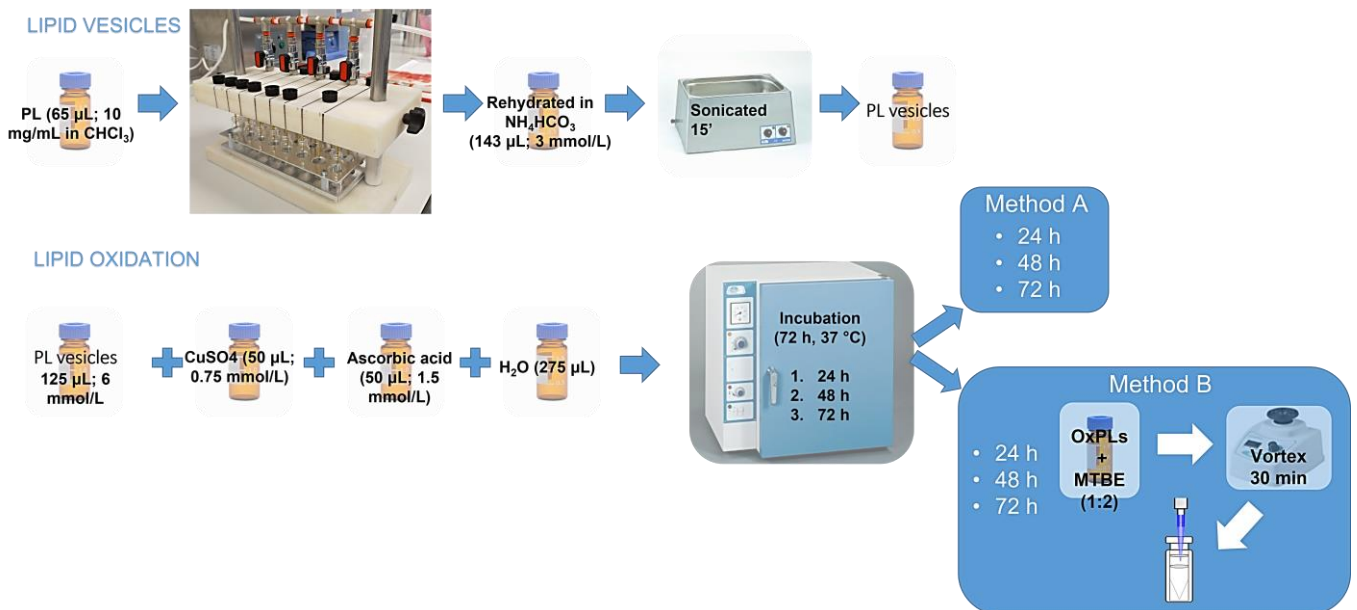 LIPID VESICLES
PL (65 µL; 10
mg/mL in CHCl₃)
Rehydrated in
NH₄HCO₃
(143 µL; 3 mmol/L)
Sonicated
15'
PL vesicles
LIPID OXIDATION
PL vesicles
125 µL; 6
mmol/L
CuSO4 (50 µL;
0.75 mmol/L)
Ascorbic acid
(50 µL; 1.5
mmol/L)
H₂O (275 µL)
Incubation
(72 h, 37 °C)
1. 24 h
2. 48 h
3. 72 h
Method A
• 24 h
• 48 h
• 72 h
Method B
• 24 h
• 48 h
• 72 h
OxPLs
+
MTBE
(1:2)
Vortex
30 min